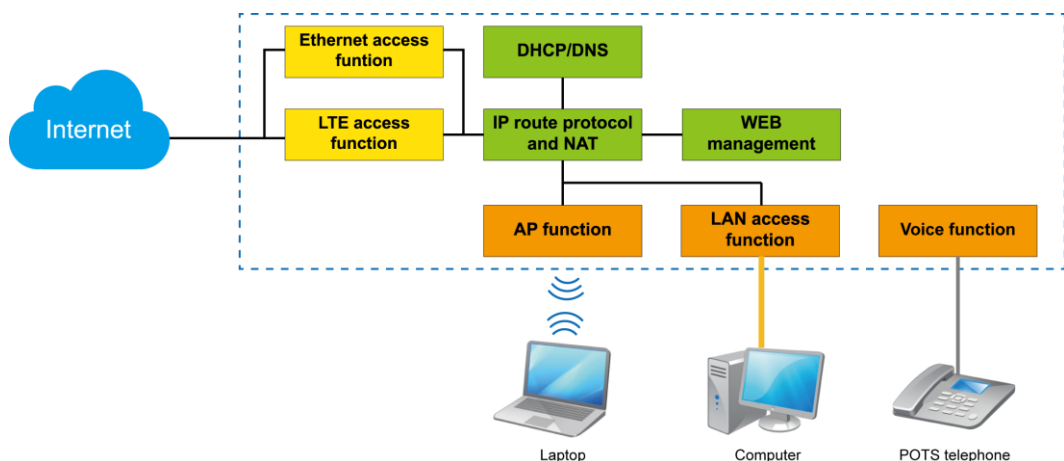 Internet
Ethernet access
funtion
LTE access
function
DHCP/DNS
IP route protocol
and NAT
WEB
management
AP function
LAN access
function
Voice function
Laptop
Computer
POTS telephone